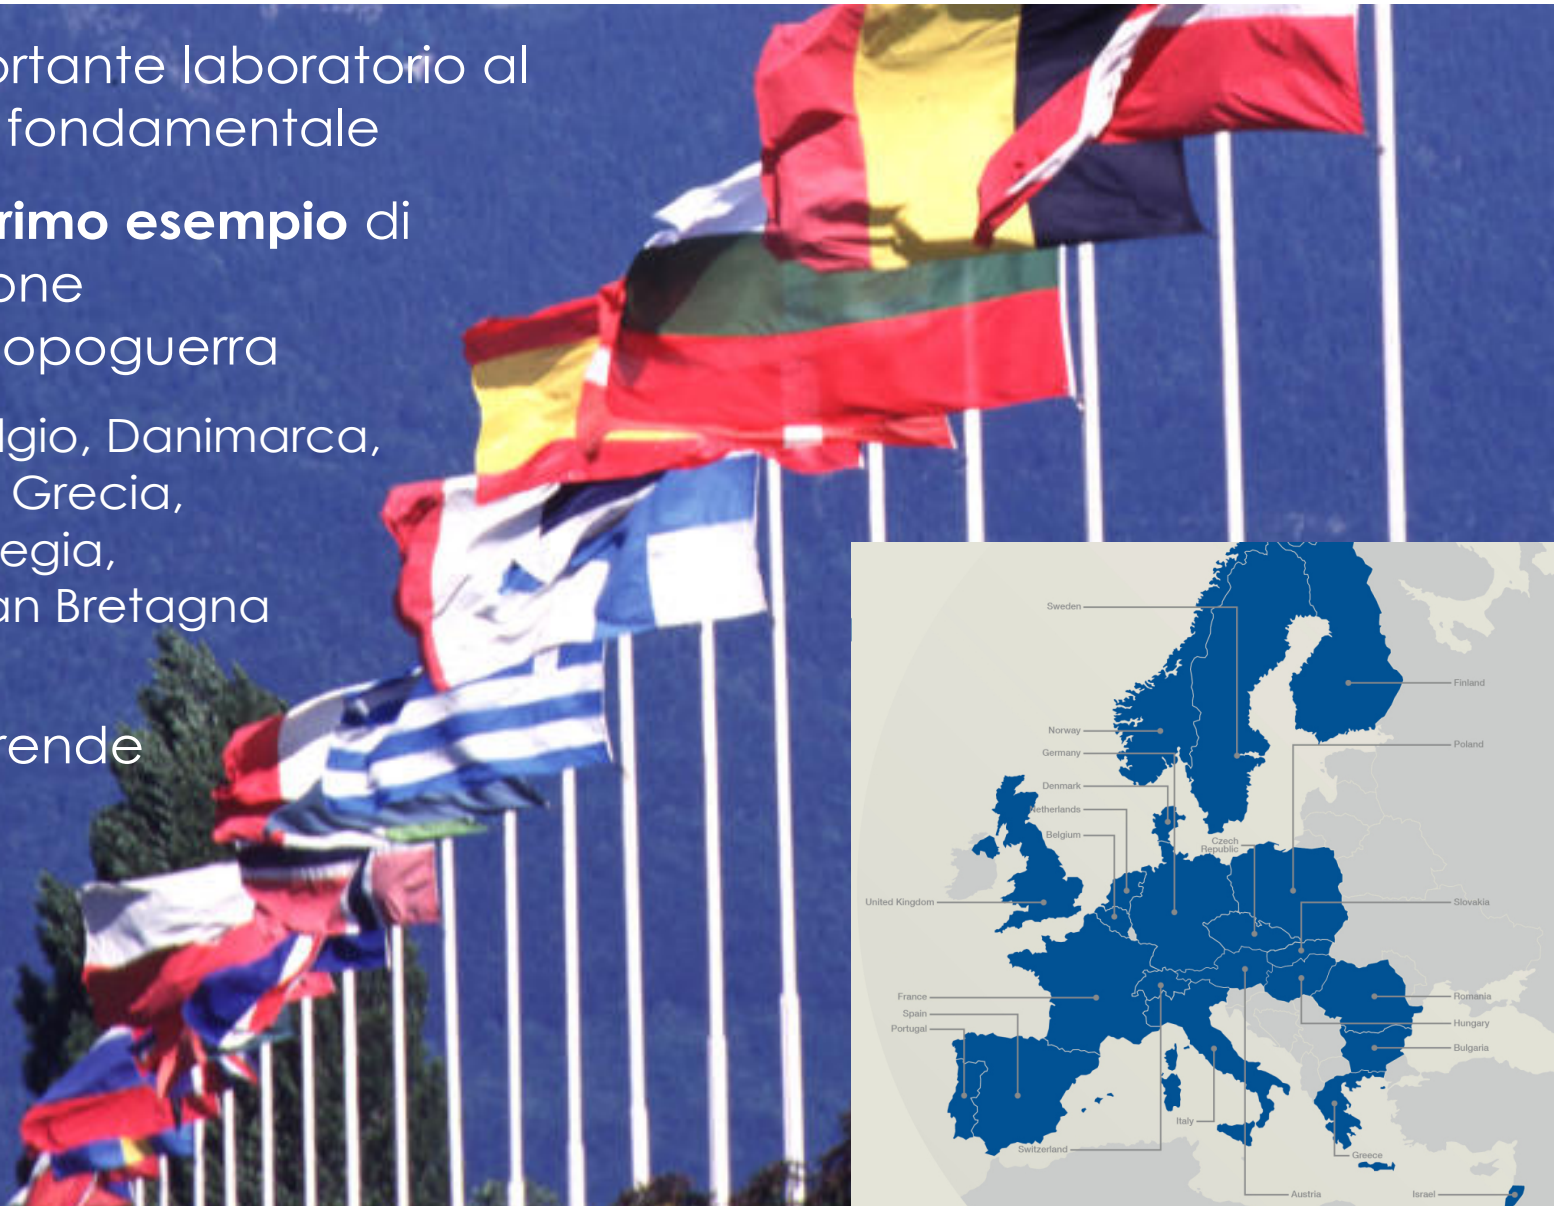 ortante laboratorio al
fondamentale
rimo esempio di
one
opoguerra
lgio, Danimarca,
Grecia,
egia,
an Bretagna
rende
Sweden
Finland
Norway
Poland
Germany
Denmark
Netherlands
Belgium
Czech
Republic
United Kingdom
Slovakia
France
Romania
Spain
Hungary
Portugal
Bulgaria
Italy
Switzerland
Greece
Austria
Israel